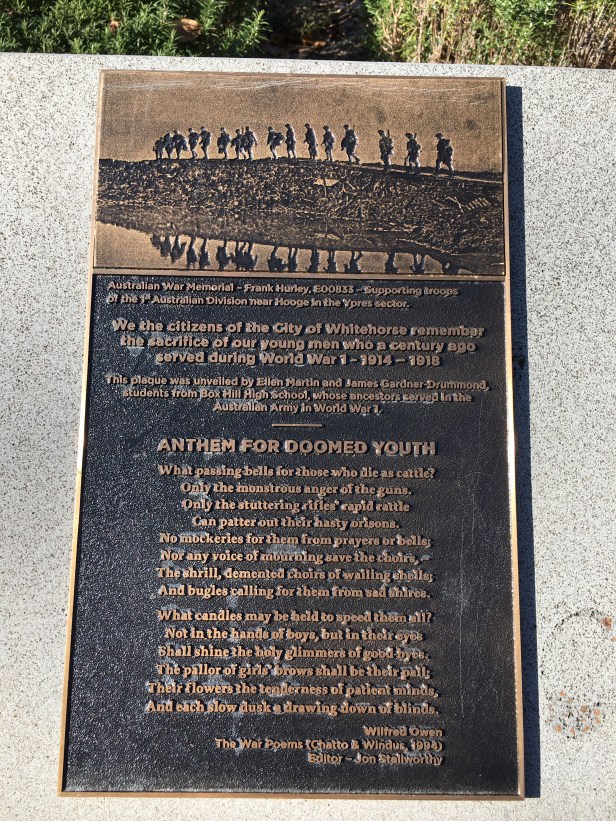 Australian War Memorial – Frank Hurley, E00833 – Supporting troops
of the 1st Australian Division near Hooge in the Ypres sector.
We the citizens of the City of Whitehorse remember
the sacrifice of our young men who a century ago
served during World War 1 - 1914 – 1918
This plaque was unveiled by Ellen Martin and James Gardner-Drummond,
students from Box Hill High School, whose ancestors served in the
Australian Army in World War 1.
ANTHEM FOR DOOMED YOUTH
What passing-bells for those who die as cattle?
Only the monstrous anger of the guns.
Only the stuttering rifles' rapid rattle
Can patter out their hasty orisons.
No mockeries for them from prayers or bells;
Nor any voice of mourning save the choirs,–
The shrill, demented choirs of wailing shells;
And bugles calling for them from sad shires.
What candles may be held to speed them all?
Not in the hands of boys, but in their eyes
Shall shine the holy glimmers of good-byes.
The pallor of girls' brows shall be their pall;
Their flowers the tenderness of patient minds,
And each slow dusk a drawing-down of blinds.
Wilfred Owen
The War Poems (Chatto & Windus, 1994)
Editor – Jon Stallworthy